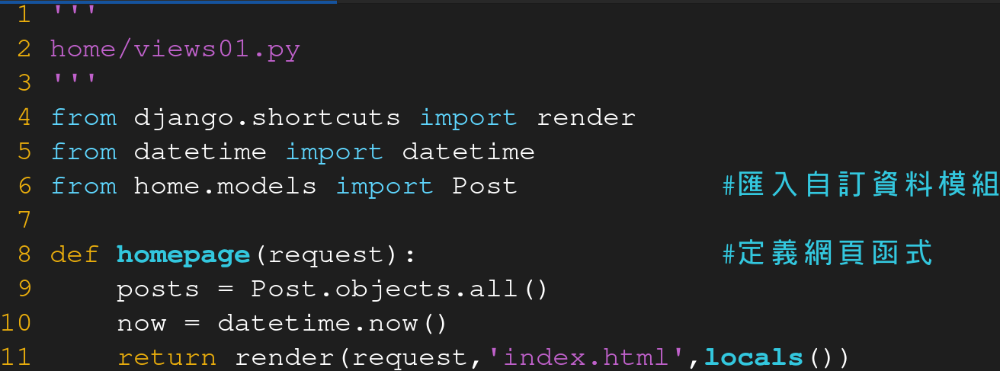 1 '''
2 home/views01.py
3 '''
4 from django.shortcuts import render
5 from datetime import datetime
6 from home.models import Post #匯入自訂資料模組
7
8 def homepage(request): #定義網頁函式
9     posts = Post.objects.all()
10     now = datetime.now()
11     return render(request,'index.html',locals())